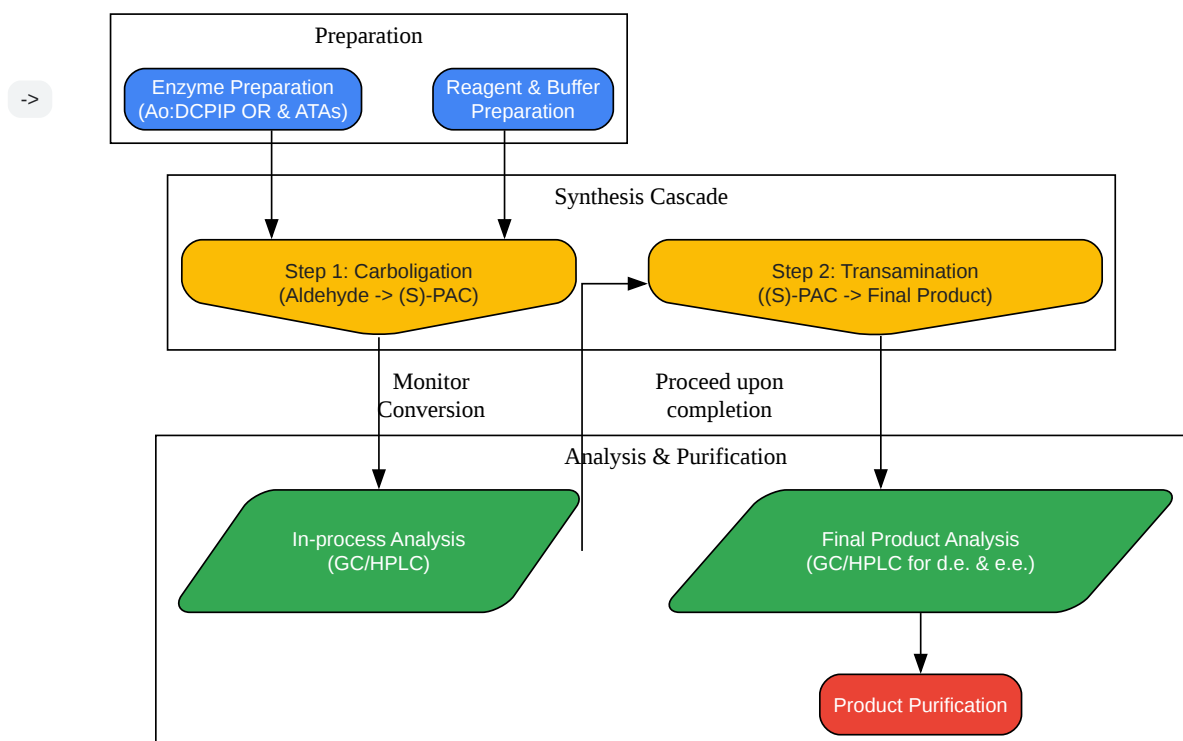 Preparation
->
Enzyme Preparation
(Ao:DCPIP OR & ATAs)
Reagent & Buffer
Preparation
Synthesis Cascade
Step 1: Carboligation
(Aldehyde -> (S)-PAC)
Step 2: Transamination
((S)-PAC -> Final Product)
Monitor
Conversion
Proceed upon
completion
Analysis & Purification
In-process Analysis
(GC/HPLC)
Final Product Analysis
(GC/HPLC for d.e. & e.e.)
Product Purification